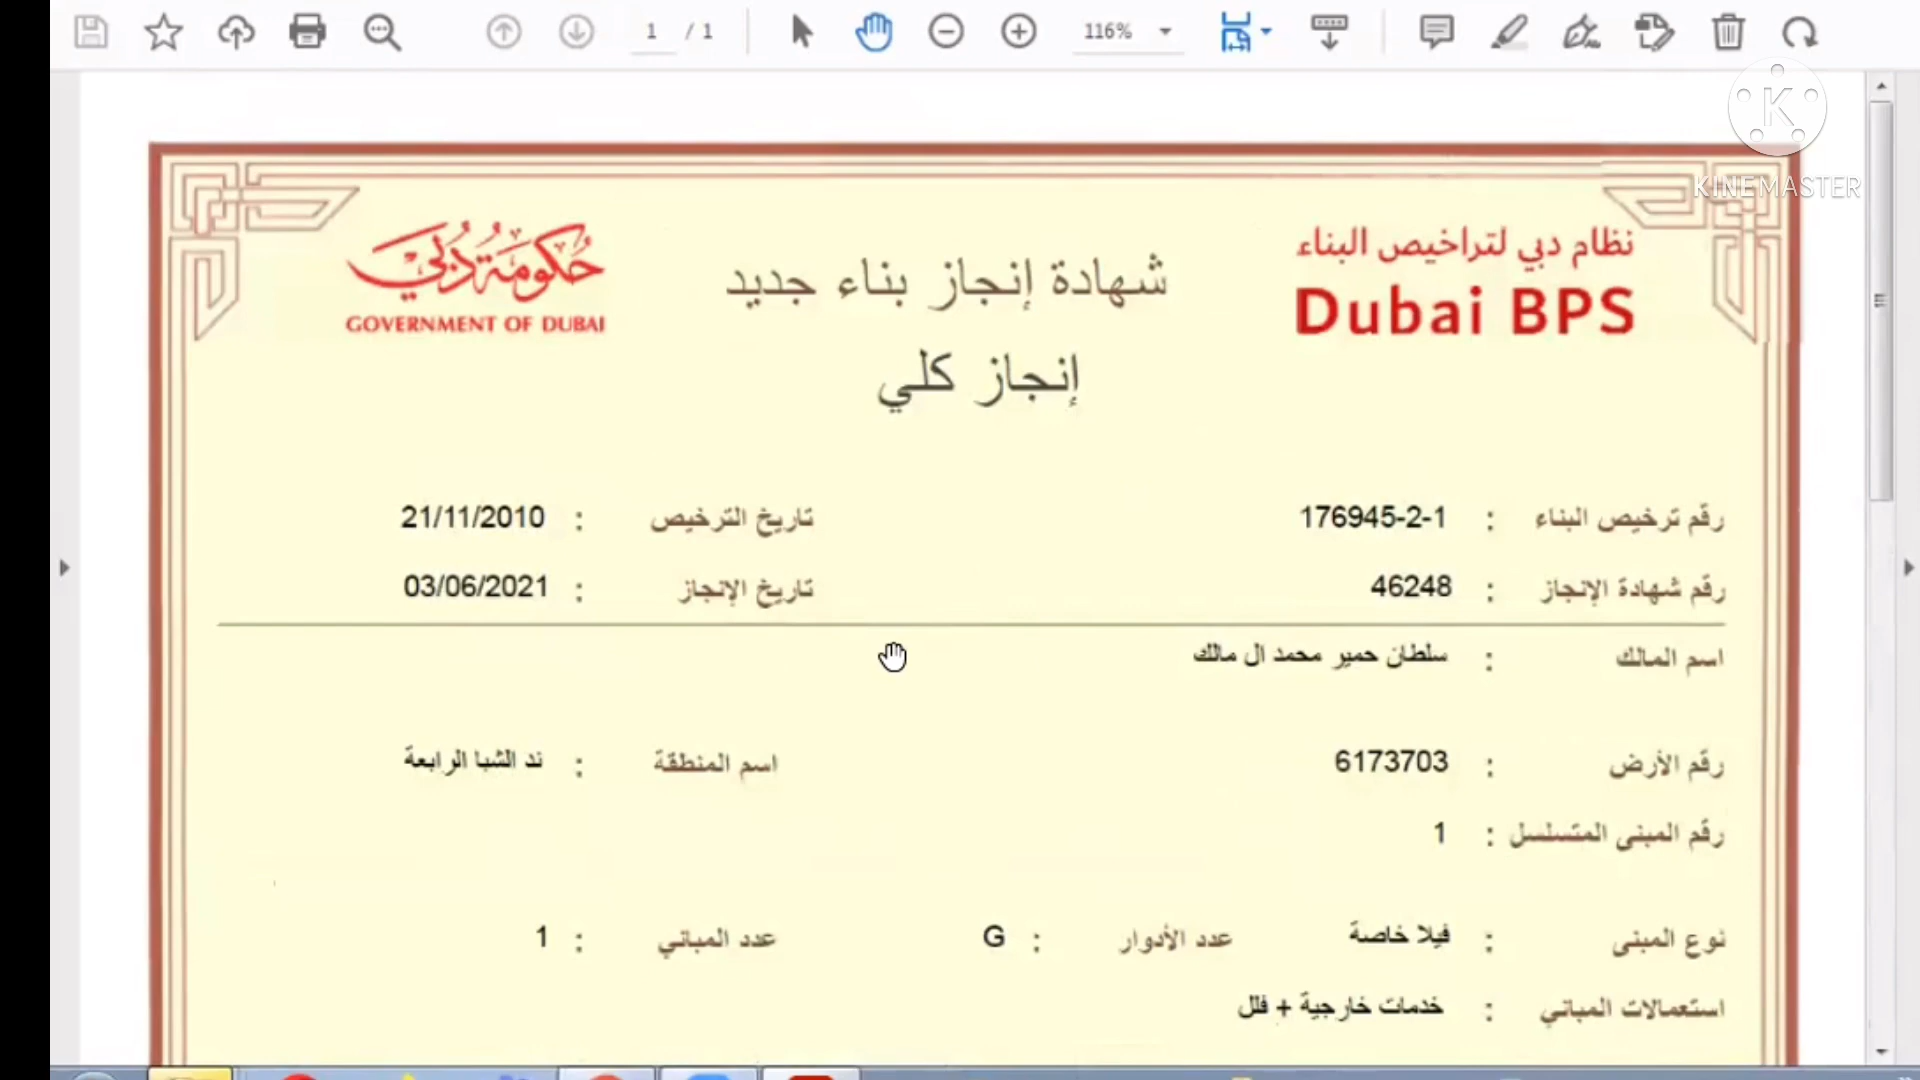 1 / 1
116%
KINEMASTER
نظام دبي لتراخيص البناء
Dubai BPS
شهادة إنجاز بناء جديد
إنجاز كلي
حكومة دبي
GOVERNMENT OF DUBAI
رقم ترخيص البناء : 176945-2-1 تاريخ الترخيص : 21/11/2010
رقم شهادة الإنجاز : 46248 تاريخ الإنجاز : 03/06/2021
اسم المالك : سلطان حمير محمد ال مالك
رقم الأرض : 6173703 اسم المنطقة : ند الشبا الرابعة
رقم المبنى المتسلسل : 1
نوع المبنى : فيلا خاصة عدد الأدوار : G عدد المباني : 1
استعمالات المباني : خدمات خارجية + فلل